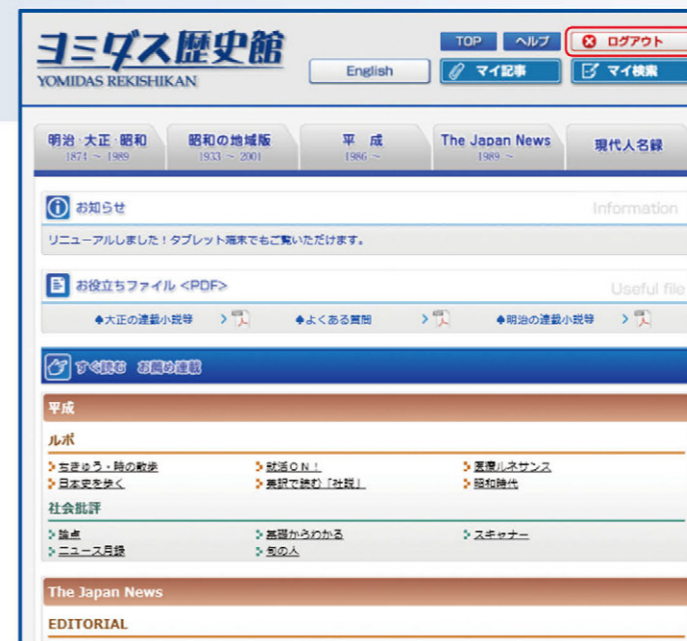 ヨミダス歴史館
YOMIDAS REKISHIKAN
TOP ヘルプ ログアウト
English マイ記事 マイ検索
明治・大正・昭和 昭和の地域版 平 成 The Japan News 現代人名録
1874 ~ 1989 1933 ~ 2001 1986 ~ 1989 ~
お知らせ Information
リニューアルしました！タブレット端末でもご覧いただけます。
お役立ちファイル <PDF> Useful file
♠大正の連載小説等 ♠よくある質問 ♠明治の連載小説等
すぐ読む お薦め連載
平成
ルポ
ちきゅう・時の散歩 就活ＯＮ！ 医療ルネサンス
日本史を歩く 英訳で読む「社説」 昭和時代
社会批評
論点 基礎からわかる スキャナー
ニュース月録 旬の人
The Japan News
EDITORIAL